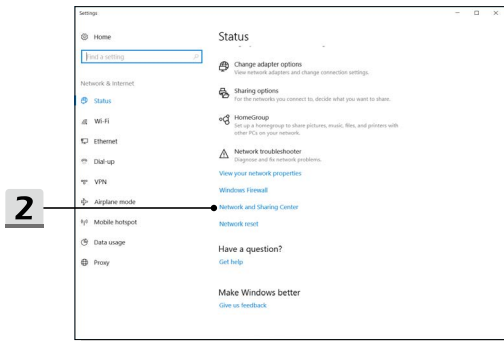 Settings
Home
Find a setting
Network & Internet
Status
Wi-Fi
Ethernet
Dial-up
VPN
Airplane mode
Mobile hotspot
Data usage
Proxy
2
Status
Change adapter options
View network adapters and change connection settings.
Sharing options
For the networks you connect to, decide what you want to share.
HomeGroup
Set up a homegroup to share pictures, music, files, and printers with
other PCs on your network.
Network troubleshooter
Diagnose and fix network problems.
View your network properties
Windows Firewall
Network and Sharing Center
Network reset
Have a question?
Get help
Make Windows better
Give us feedback